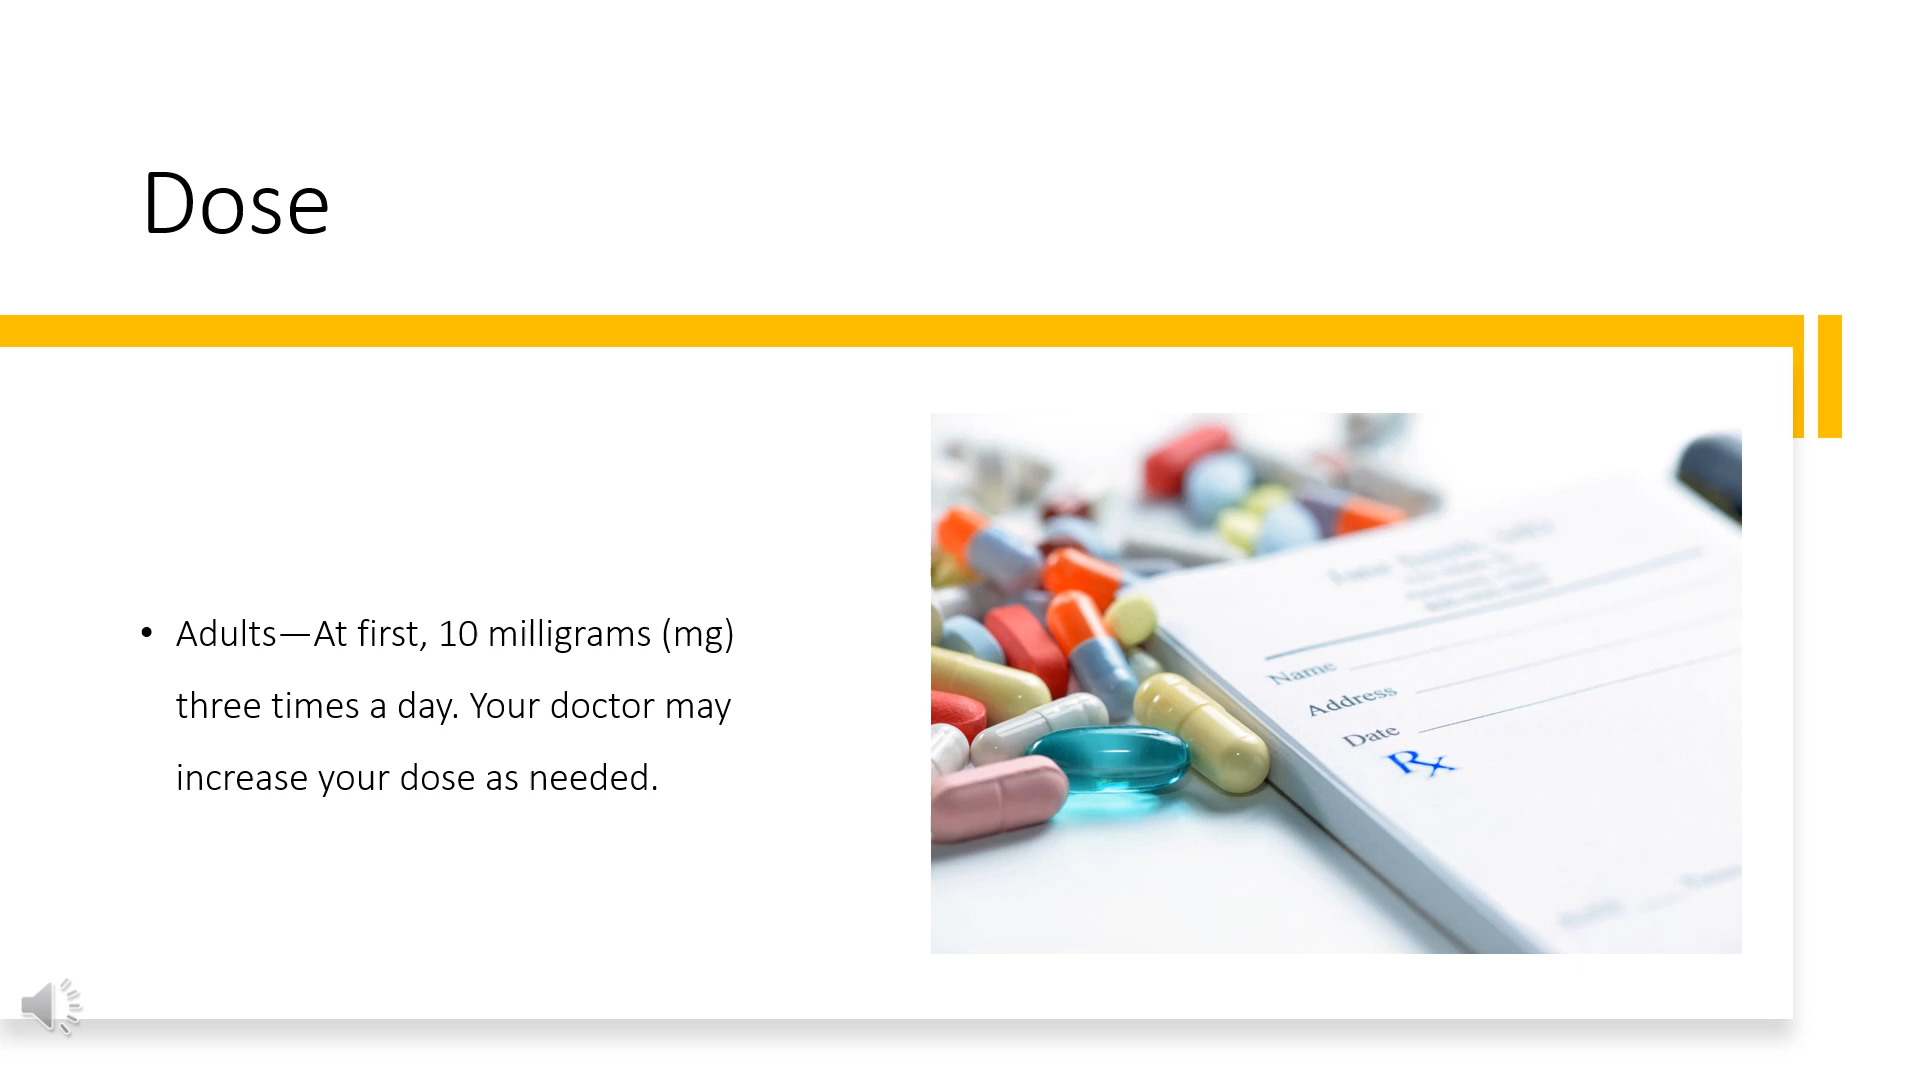 Dose
• Adults—At first, 10 milligrams (mg)
three times a day. Your doctor may
increase your dose as needed.
Name
Address
Date
Rx